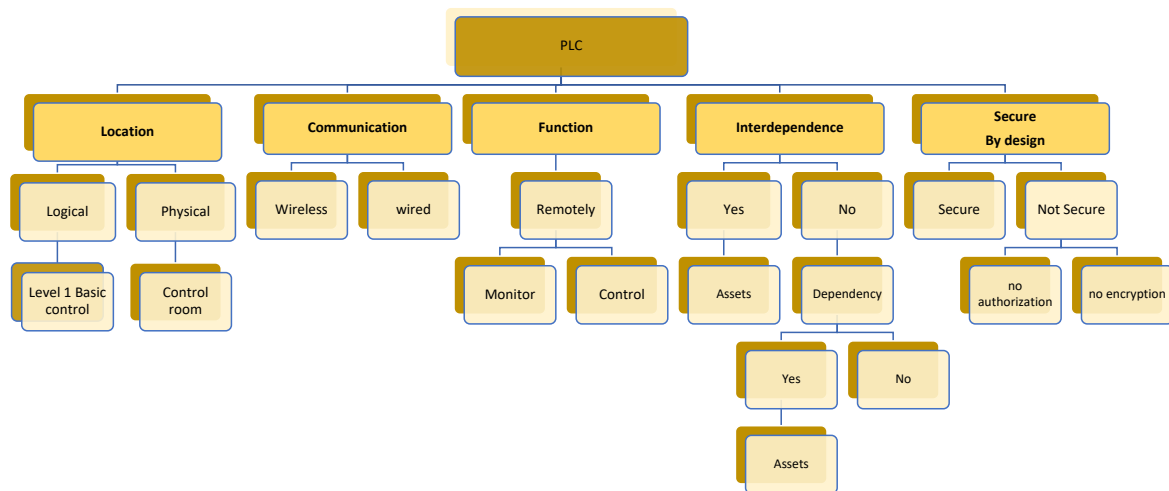 PLC
Location
Communication
Function
Interdependence
Secure
By design
Logical
Physical
Wireless
wired
Remotely
Yes
No
Secure
Not Secure
Level 1 Basic
control
Control
room
Monitor
Control
Assets
Dependency
no
authorization
no encryption
Yes
No
Assets